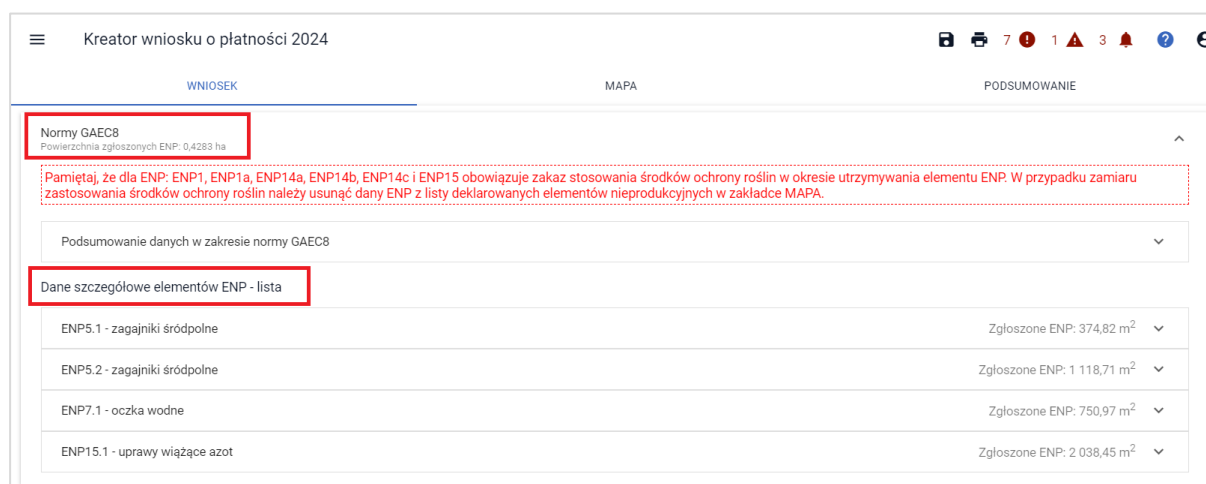 Kreator wniosku o płatności 2024
7 1 3
WNIOSEK MAPA PODSUMOWANIE
Normy GAEC8
Powierzchnia zgłoszonych ENP: 0,4283 ha
Pamiętaj, że dla ENP: ENP1, ENP1a, ENP14a, ENP14b, ENP14c i ENP15 obowiązuje zakaz stosowania środków ochrony roślin w okresie utrzymywania elementu ENP. W przypadku zamiaru
zastosowania środków ochrony roślin należy usunąć dany ENP z listy deklarowanych elementów nieprodukcyjnych w zakładce MAPA.
Podsumowanie danych w zakresie normy GAEC8
Dane szczegółowe elementów ENP - lista
ENP5.1 - zagajniki śródpolne Zgłoszone ENP: 374,82 m²
ENP5.2 - zagajniki śródpolne Zgłoszone ENP: 1 118,71 m²
ENP7.1 - oczka wodne Zgłoszone ENP: 750,97 m²
ENP15.1 - uprawy wiążące azot Zgłoszone ENP: 2 038,45 m²